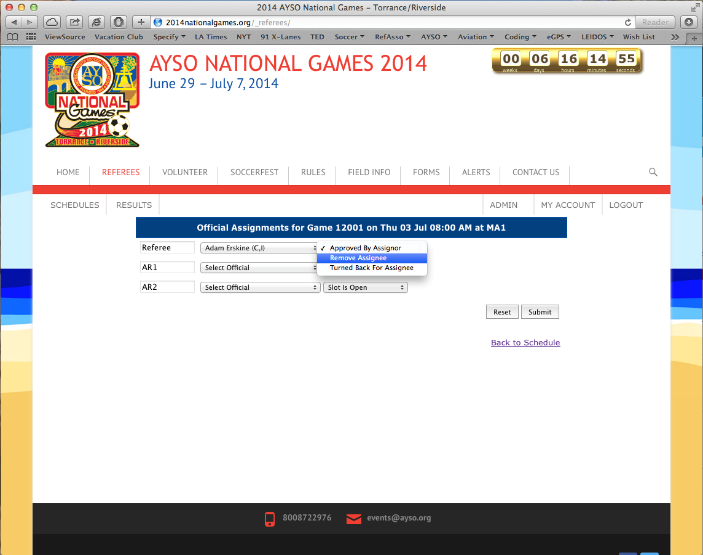 2014 AYSO National Games – Torrance/Riverside
2014nationalgames.org/_referees/
Reader
ViewSource Vacation Club Specify LA Times NYT 91 X-Lanes TED Soccer RefAsso AYSO Aviation Coding eGPS LEIDOS Wish List
AYSO
NATIONAL
Games
2014
TORRANCE RIVERSIDE
AYSO NATIONAL GAMES 2014
June 29 – July 7, 2014
00 06 16 14 55
weeks days hours minutes seconds
HOME REFEREES VOLUNTEER SOCCERFEST RULES FIELD INFO FORMS ALERTS CONTACT US
SCHEDULES RESULTS ADMIN MY ACCOUNT LOGOUT
Official Assignments for Game 12001 on Thu 03 Jul 08:00 AM at MA1
Referee Adam Erskine (C,I) ✓ Approved By Assignor
Remove Assignee
AR1 Select Official Turned Back For Assignee
AR2 Select Official Slot Is Open
Reset Submit
Back to Schedule
8008722976 events@ayso.org